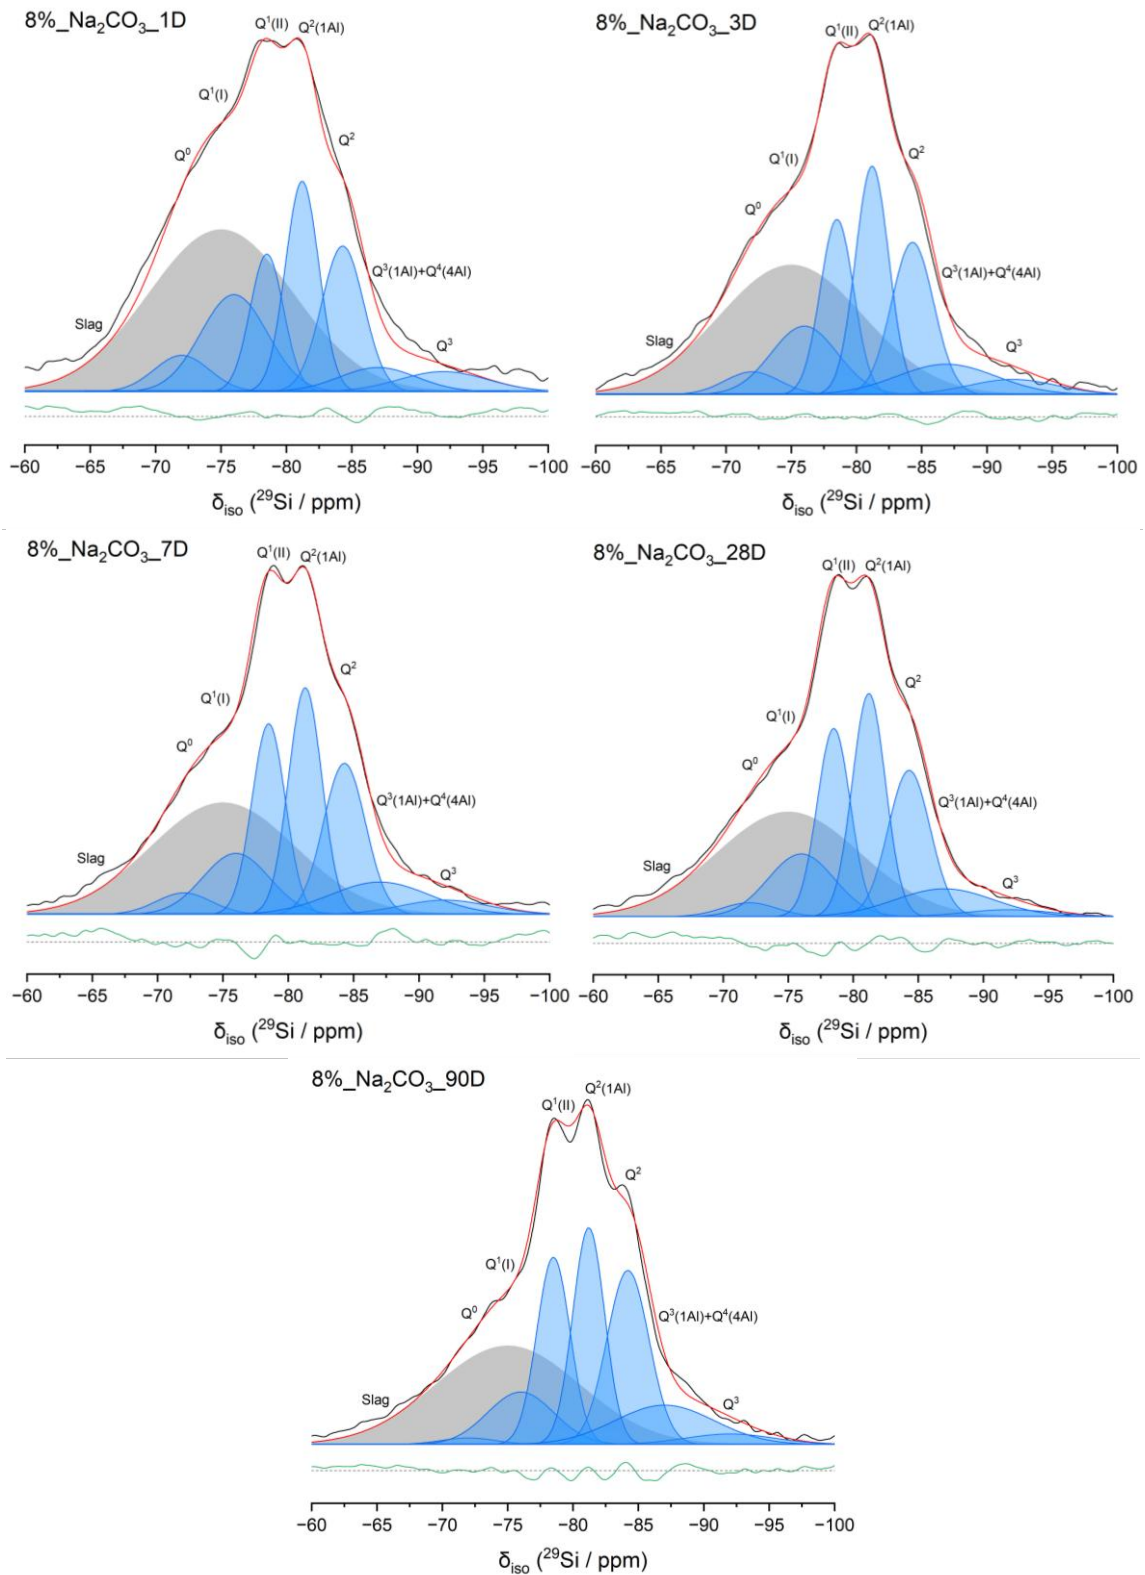 8%_Na₂CO₃_1D
Q¹(II) Q²(1Al)
Q¹(I)
Q⁰
Q²
Q³(1Al)+Q⁴(4Al)
Slag
Q³
−60 −65 −70 −75 −80 −85 −90 −95 −100
δiso (²⁹Si / ppm)
8%_Na₂CO₃_3D
Q¹(II) Q²(1Al)
Q¹(I)
Q²
Q⁰
Q³(1Al)+Q⁴(4Al)
Slag
Q³
−60 −65 −70 −75 −80 −85 −90 −95 −100
δiso (²⁹Si / ppm)
8%_Na₂CO₃_7D
Q¹(II) Q²(1Al)
Q²
Q¹(I)
Q⁰
Q³(1Al)+Q⁴(4Al)
Slag
Q³
−60 −65 −70 −75 −80 −85 −90 −95 −100
δiso (²⁹Si / ppm)
8%_Na₂CO₃_28D
Q¹(II) Q²(1Al)
Q²
Q¹(I)
Q⁰
Q³(1Al)+Q⁴(4Al)
Slag
Q³
−60 −65 −70 −75 −80 −85 −90 −95 −100
δiso (²⁹Si / ppm)
8%_Na₂CO₃_90D
Q²(1Al)
Q¹(II)
Q²
Q¹(I)
Q⁰
Q³(1Al)+Q⁴(4Al)
Slag
Q³
−60 −65 −70 −75 −80 −85 −90 −95 −100
δiso (²⁹Si / ppm)